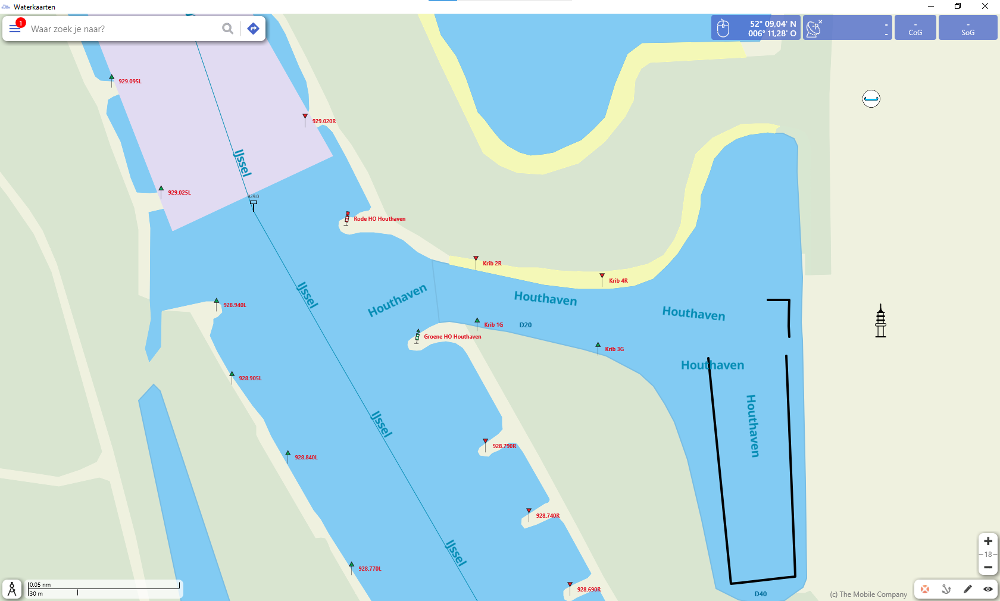 Waterkaarten
1
Waar zoek je naar?
52° 09,04' N
006° 11,28' O
-
-
-
CoG
-
SoG
929.095L
929.020R
IJssel
929.025L
929.0
Rode HO Houthaven
Krib 2R
Krib 4R
IJssel
Houthaven
Houthaven
Houthaven
928.940L
Krib 1G
D20
Groene HO Houthaven
Krib 3G
Houthaven
928.905L
IJssel
Houthaven
928.790R
928.840L
928.740R
IJssel
928.770L
928.690R
18
0.05 nm
30 m
(c) The Mobile Company
D40